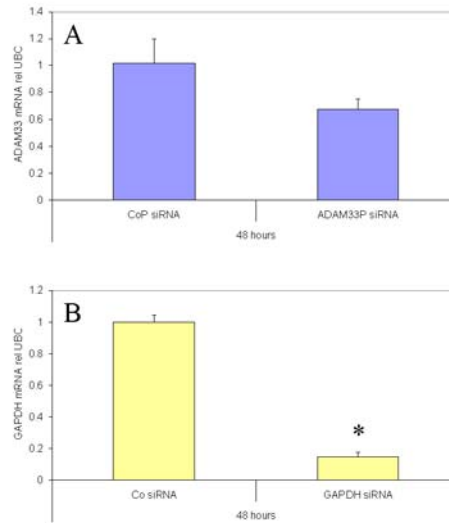 A
ADAM33 mRNA rel UBC
1.4
1.2
1
0.8
0.6
0.4
0.2
0
CoP siRNA
ADAM33P siRNA
48 hours
B
GAPDH mRNA rel UBC
1.2
1
0.8
0.6
0.4
0.2
0
*
Co siRNA
GAPDH siRNA
48 hours